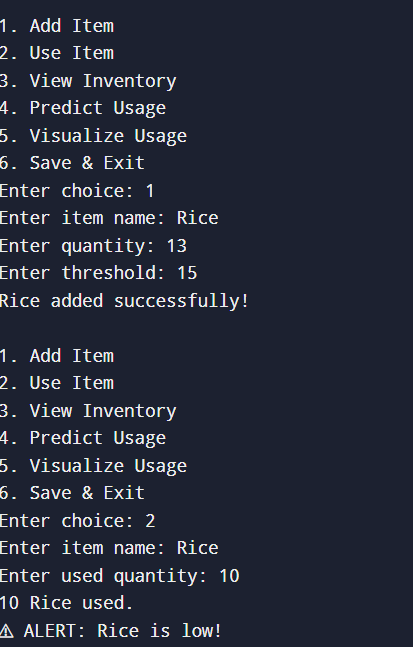 1. Add Item
2. Use Item
3. View Inventory
4. Predict Usage
5. Visualize Usage
6. Save & Exit
Enter choice: 1
Enter item name: Rice
Enter quantity: 13
Enter threshold: 15
Rice added successfully!
1. Add Item
2. Use Item
3. View Inventory
4. Predict Usage
5. Visualize Usage
6. Save & Exit
Enter choice: 2
Enter item name: Rice
Enter used quantity: 10
10 Rice used.
⚠ ALERT: Rice is low!